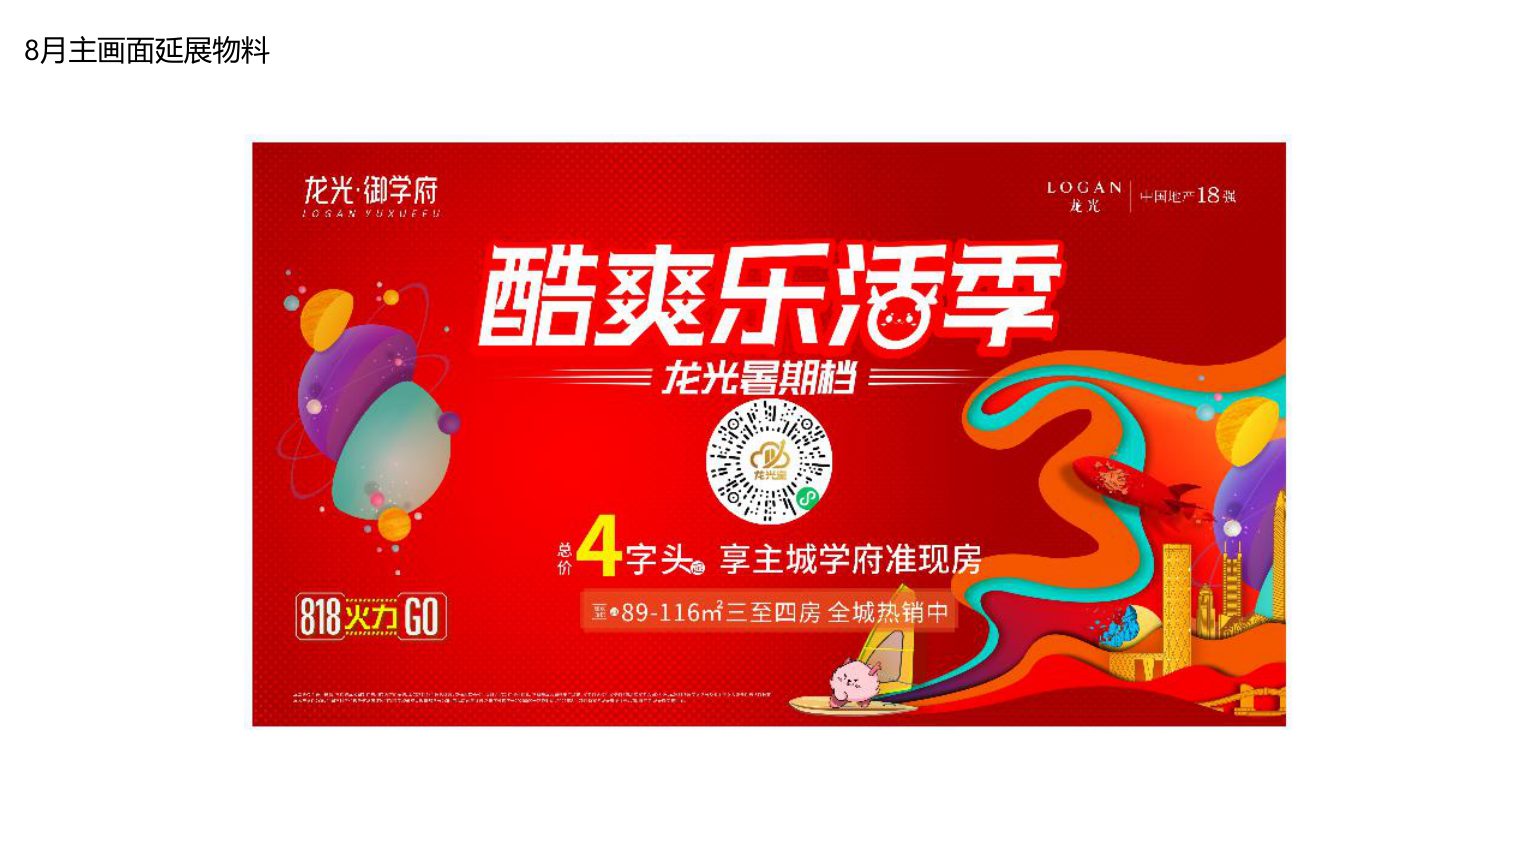 8月主画面延展物料
龙光·御学府
LOGAN YUXUEFU
LOGAN
龙光
中国地产18强
酷爽乐活季
龙光暑期档
总价4字头起 享主城学府准现房
89-116㎡三至四房 全城热销中
818火力GO